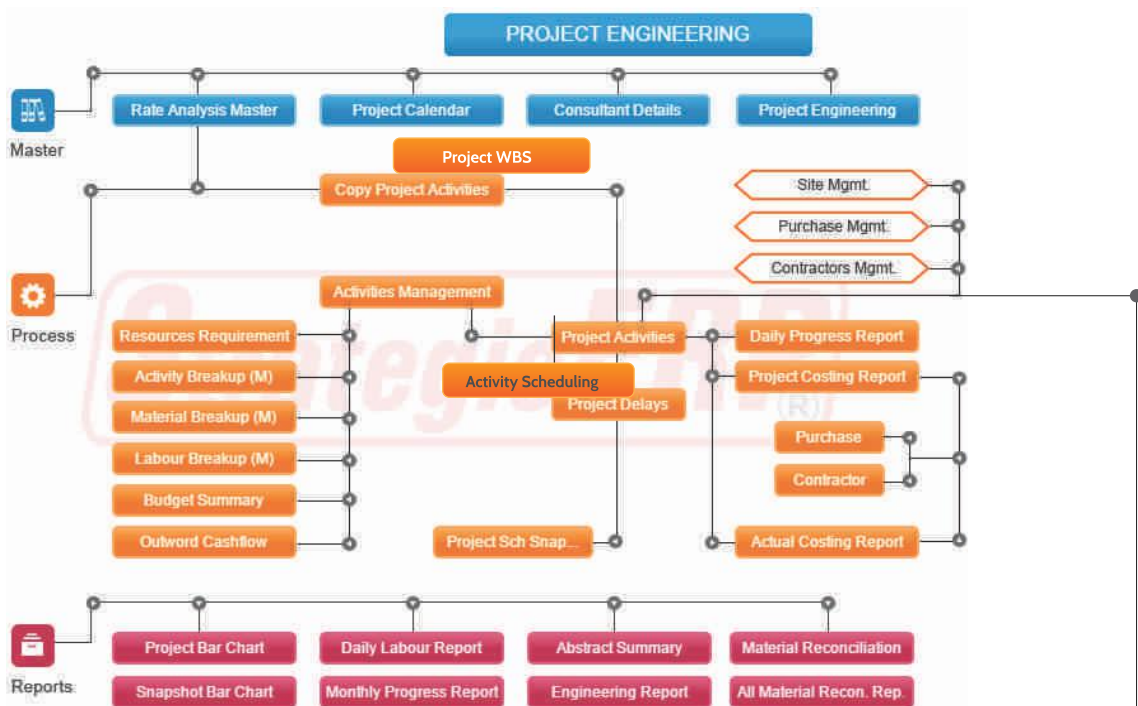 PROJECT ENGINEERING
Rate Analysis Master
Project Calendar
Consultant Details
Project Engineering
Master
Project WBS
Copy Project Activities
Site Mgmt.
Purchase Mgmt.
Contractors Mgmt.
Process
Activities Management
Resources Requirement
Project Activities
Daily Progress Report
Activity Breakup (M)
Activity Scheduling
Project Costing Report
Material Breakup (M)
Project Delays
Purchase
Labour Breakup (M)
Contractor
Budget Summary
Outword Cashflow
Project Sch Snap...
Actual Costing Report
StrategicERP
(R)
Reports
Project Bar Chart
Daily Labour Report
Abstract Summary
Material Reconciliation
Snapshot Bar Chart
Monthly Progress Report
Engineering Report
All Material Recon. Rep.